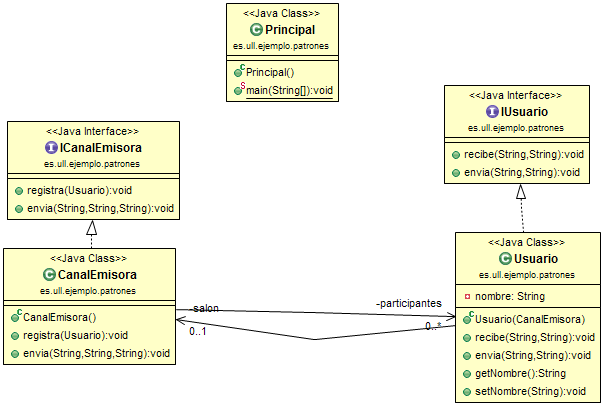 <<Java Class>>
Principal
es.ull.ejemplo.patrones
Principal()
main(String[]):void
<<Java Interface>>
ICanalEmisora
es.ull.ejemplo.patrones
registra(Usuario):void
envia(String,String,String):void
<<Java Interface>>
IUsuario
es.ull.ejemplo.patrones
recibe(String,String):void
envia(String,String):void
<<Java Class>>
CanalEmisora
es.ull.ejemplo.patrones
CanalEmisora()
registra(Usuario):void
envia(String,String,String):void
-salon
0..1
-participantes
0..*
<<Java Class>>
Usuario
es.ull.ejemplo.patrones
nombre: String
Usuario(CanalEmisora)
recibe(String,String):void
envia(String,String):void
getNombre():String
setNombre(String):void